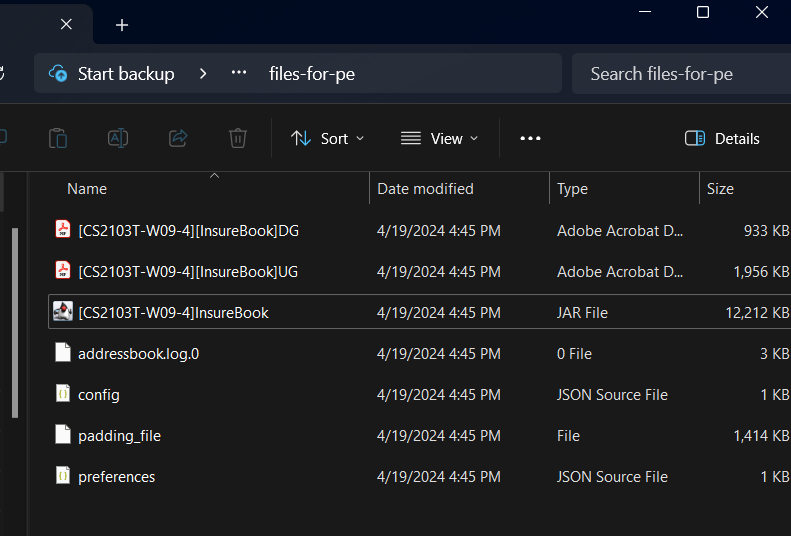 Start backup > ... files-for-pe Search files-for-pe
Sort View ... Details
Name Date modified Type Size
[CS2103T-W09-4][InsureBook]DG 4/19/2024 4:45 PM Adobe Acrobat D... 933 KB
[CS2103T-W09-4][InsureBook]UG 4/19/2024 4:45 PM Adobe Acrobat D... 1,956 KB
[CS2103T-W09-4]InsureBook 4/19/2024 4:45 PM JAR File 12,212 KB
addressbook.log.0 4/19/2024 4:45 PM 0 File 3 KB
config 4/19/2024 4:45 PM JSON Source File 1 KB
padding_file 4/19/2024 4:45 PM File 1,414 KB
preferences 4/19/2024 4:45 PM JSON Source File 1 KB